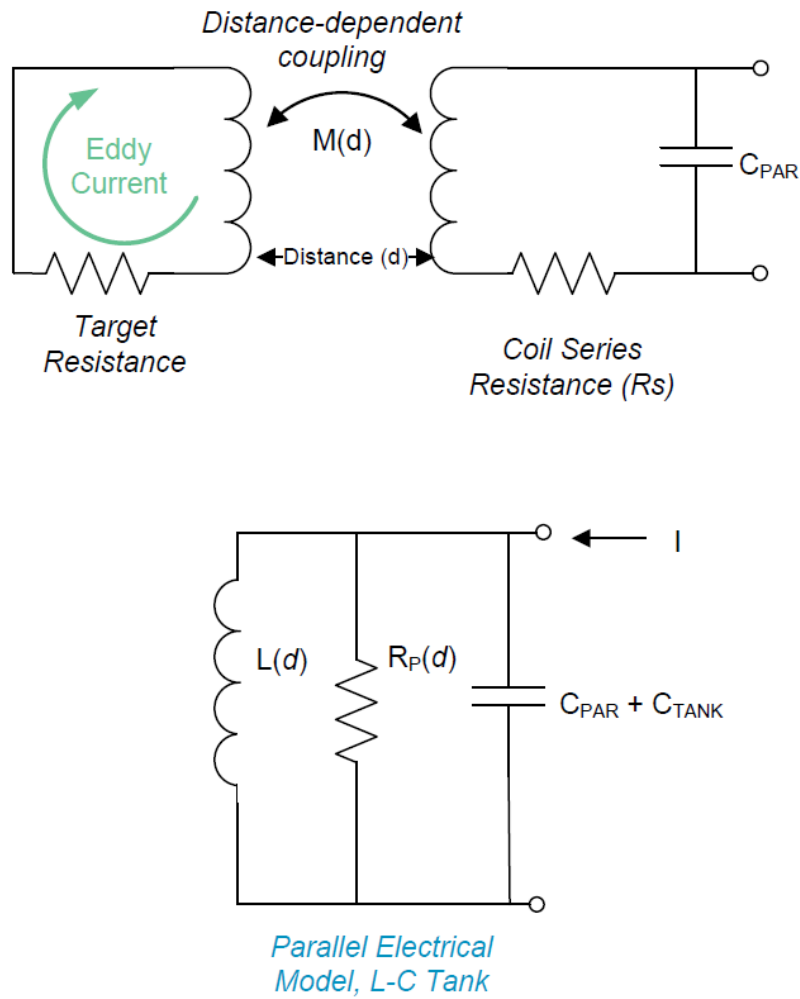 Distance-dependent
coupling
Eddy
Current
M(d)
CPAR
Distance (d)
Target
Resistance
Coil Series
Resistance (Rs)
I
L(d)
RP(d)
CPAR + CTANK
Parallel Electrical
Model, L-C Tank